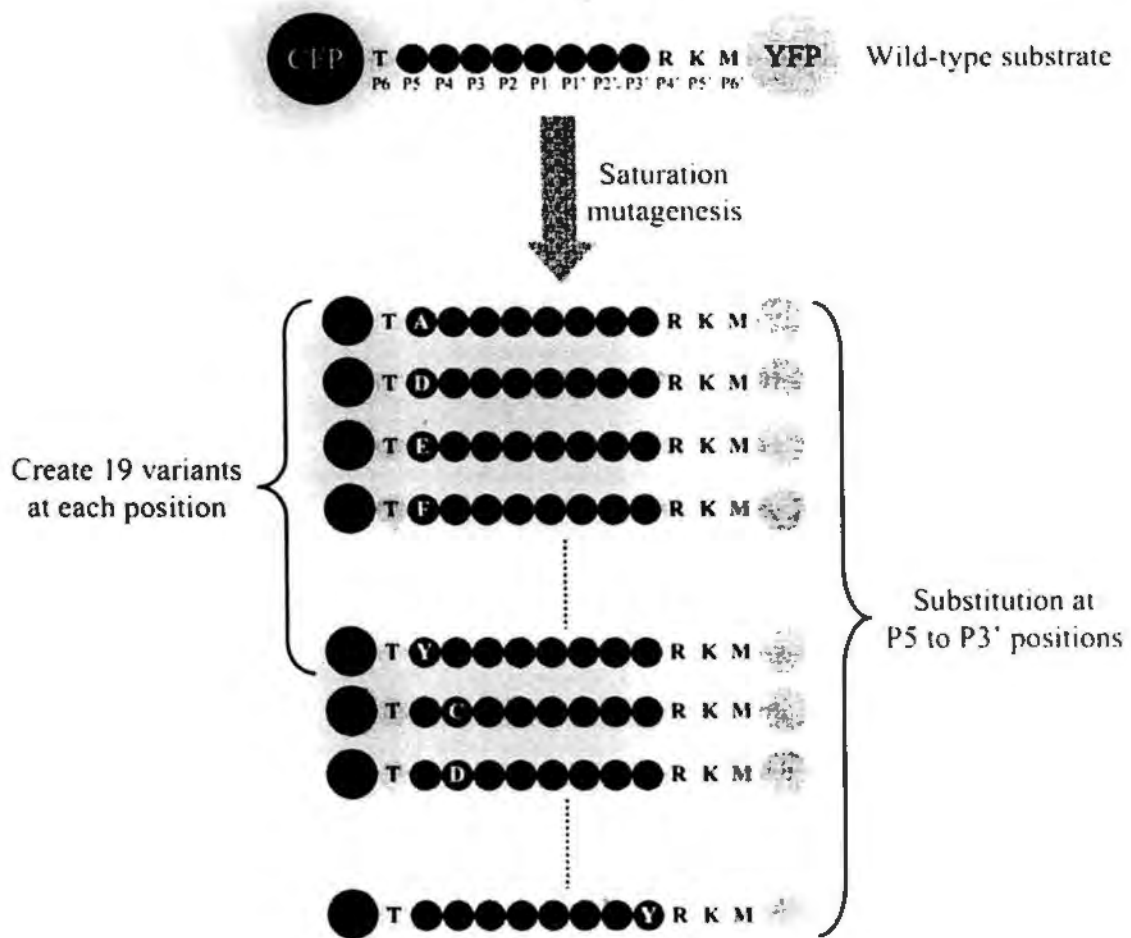 CFP T R K M YFP Wild-type substrate
P6 P5 P4 P3 P2 P1 P1' P2' P3' P4' P5' P6'
Saturation
mutagenesis
T A R K M
T D R K M
T E R K M
T F R K M
Create 19 variants
at each position
T Y R K M
T C R K M
T D R K M
T Y R K M
Substitution at
P5 to P3' positions